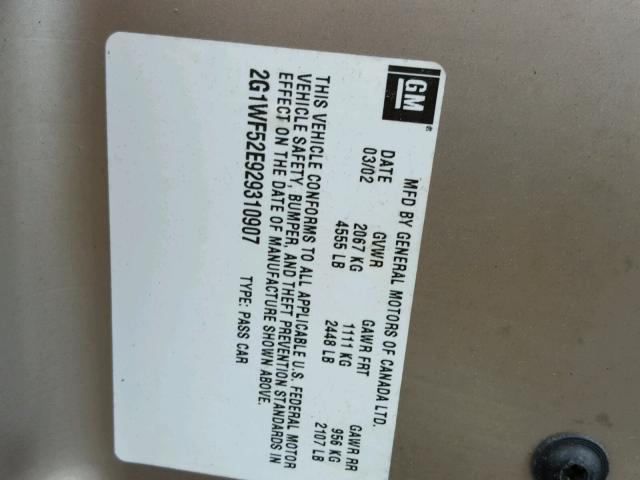 GM
®
MFD BY GENERAL MOTORS OF CANADA LTD.
DATE GVWR GAWR FRT GAWR RR
03/02 2067 KG 1111 KG 956 KG
4555 LB 2448 LB 2107 LB
THIS VEHICLE CONFORMS TO ALL APPLICABLE U.S. FEDERAL MOTOR
VEHICLE SAFETY, BUMPER, AND THEFT PREVENTION STANDARDS IN
EFFECT ON THE DATE OF MANUFACTURE SHOWN ABOVE.
2G1WF52E929310907 TYPE: PASS CAR